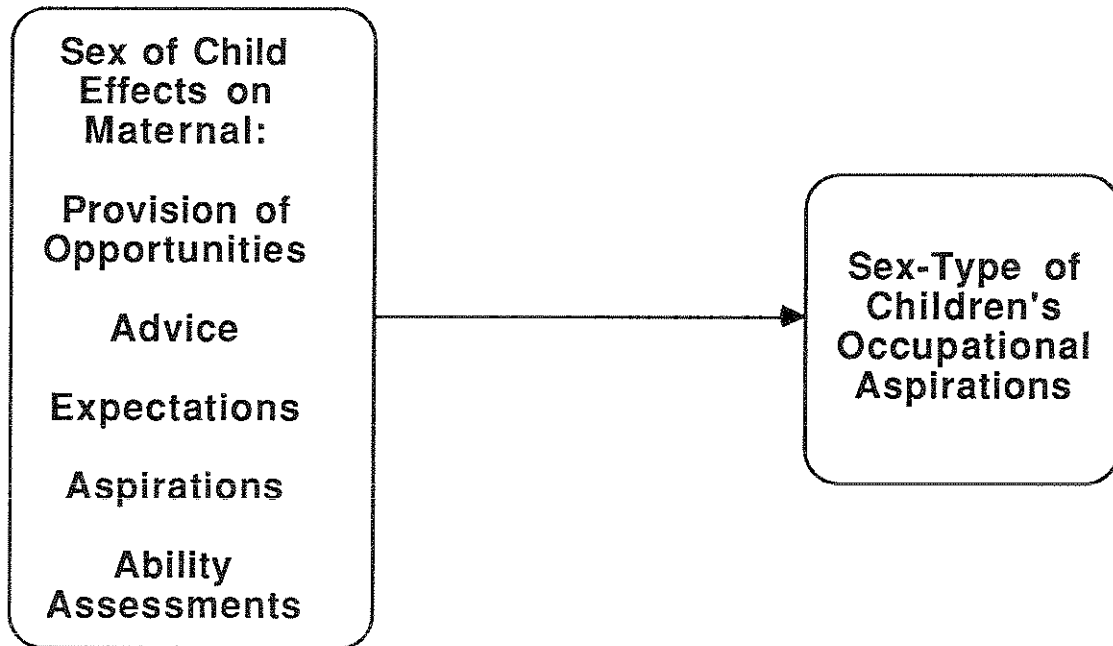 Sex of Child
Effects on
Maternal:
Provision of
Opportunities
Advice
Expectations
Aspirations
Ability
Assessments
Sex-Type of
Children's
Occupational
Aspirations